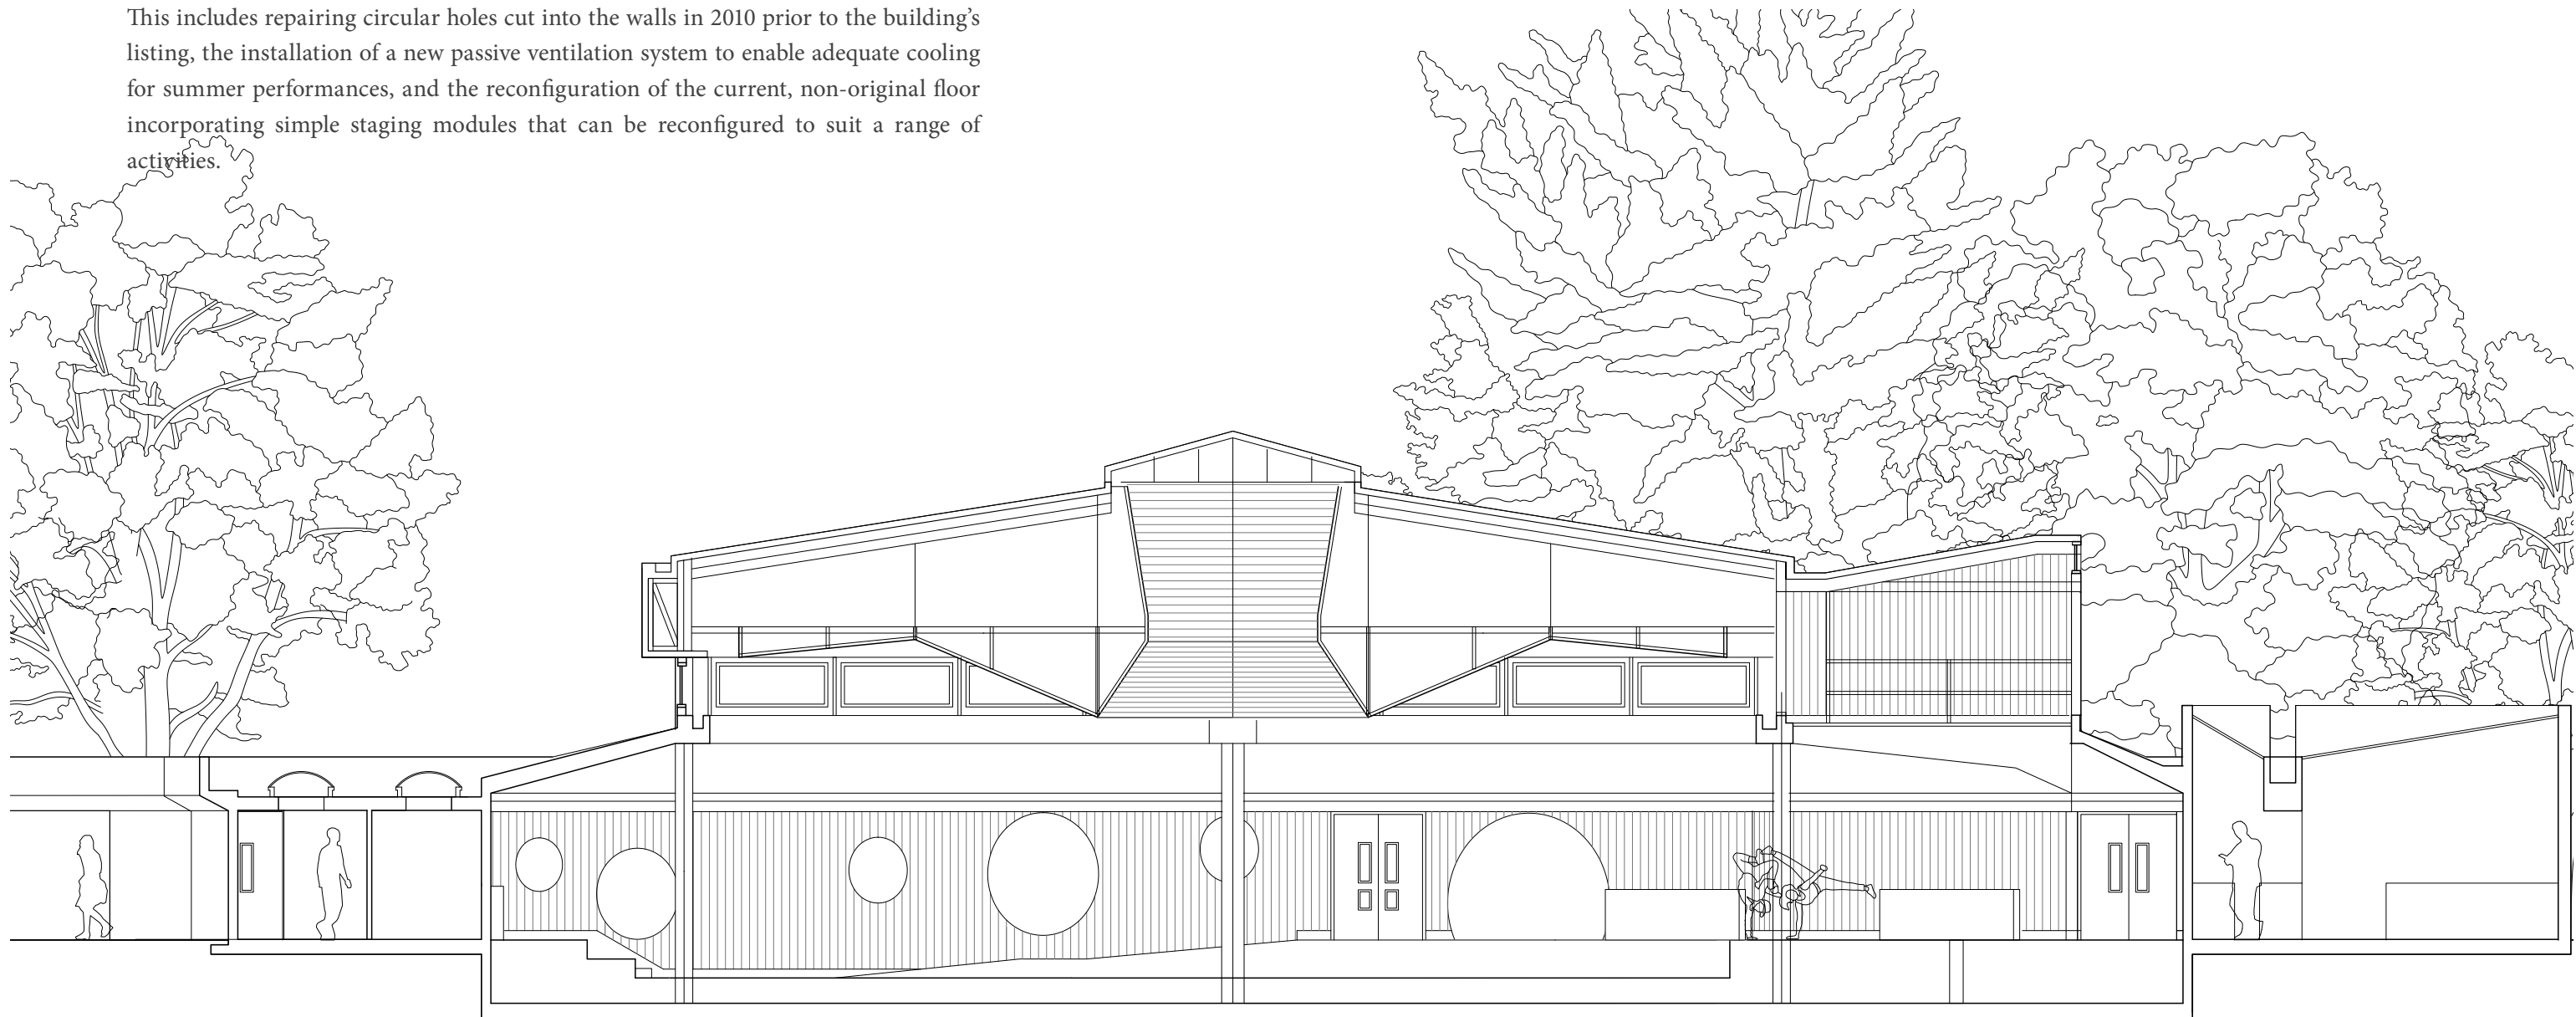 This includes repairing circular holes cut into the walls in 2010 prior to the building’s
listing, the installation of a new passive ventilation system to enable adequate cooling
for summer performances, and the reconfiguration of the current, non-original floor
incorporating simple staging modules that can be reconfigured to suit a range of
activities.